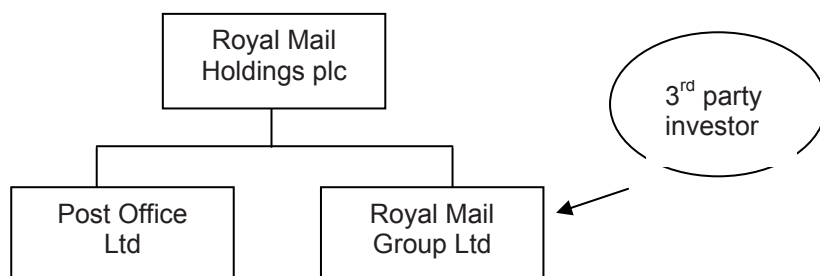 Royal Mail
Holdings plc
3rd party
investor
Post Office
Ltd
Royal Mail
Group Ltd